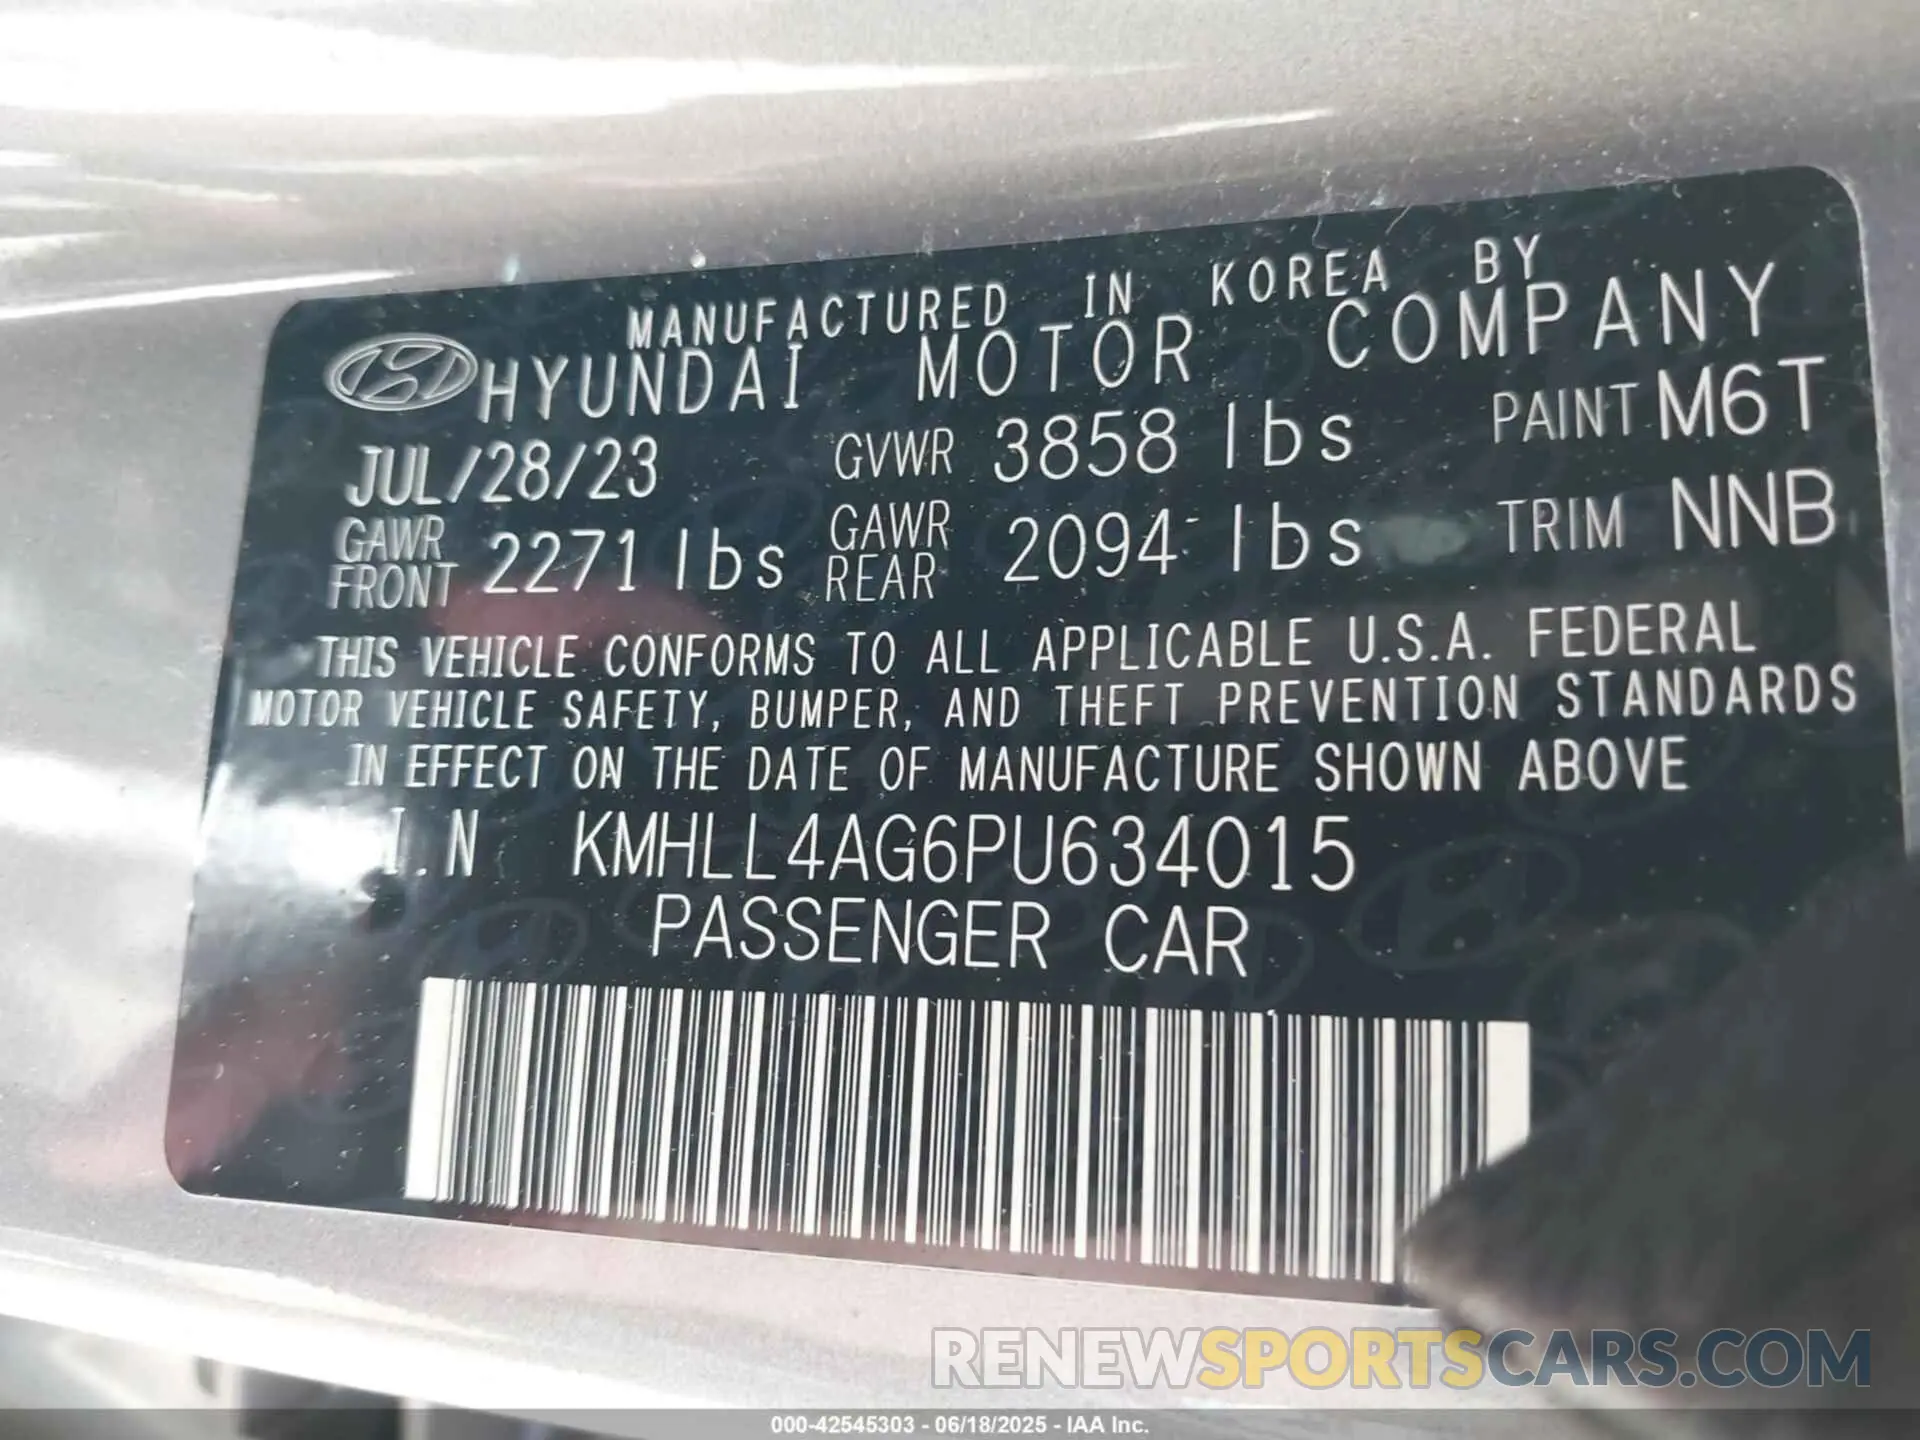 MANUFACTURED IN KOREA BY
HYUNDAI MOTOR COMPANY
JUL/28/23 GVWR 3858 lbs PAINT M6T
GAWR FRONT 2271 lbs GAWR REAR 2094 lbs TRIM NNB
THIS VEHICLE CONFORMS TO ALL APPLICABLE U.S.A. FEDERAL
MOTOR VEHICLE SAFETY, BUMPER, AND THEFT PREVENTION STANDARDS
IN EFFECT ON THE DATE OF MANUFACTURE SHOWN ABOVE
V.I.N KMHLL4AG6PU634015
PASSENGER CAR
RENEWSPORTSCARS.COM
000-42545303 - 06/18/2025 - IAA Inc.